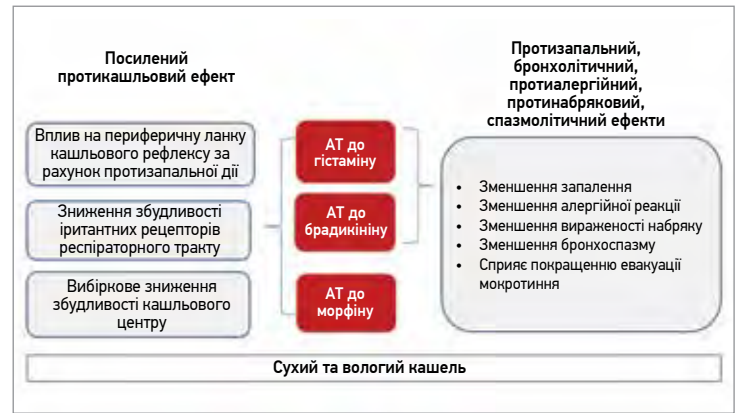 Посилений
протикашльовий ефект
Вплив на периферичну ланку
кашльового рефлексу за
рахунок протизапальної дії
Зниження збудливості
іритантних рецепторів
респіраторного тракту
Вибіркове зниження
збудливості кашльового
центру
АТ до
гістаміну
АТ до
брадикініну
АТ до
морфіну
Протизапальний,
бронхолітичний,
протиалергійний,
протинабряковий,
спазмолітичний ефекти
• Зменшення запалення
• Зменшення алергійної реакції
• Зменшення вираженості набряку
• Зменшення бронхоспазму
• Сприяє покращенню евакуації
мокротиння
Сухий та вологий кашель